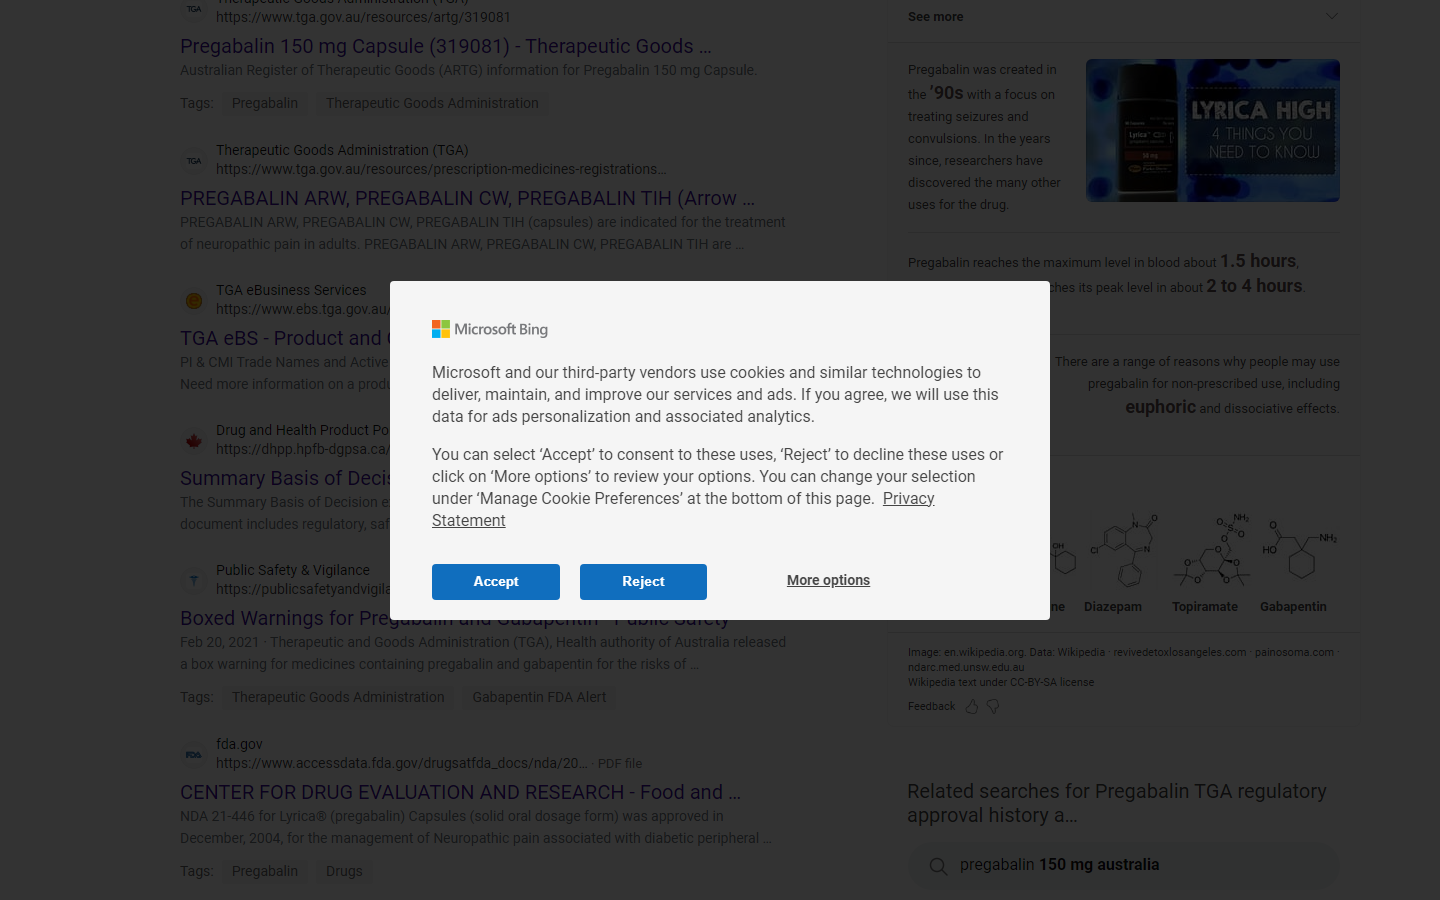 Therapeutic Goods Administration (TGA)
https://www.tga.gov.au/resources/artg/319081
Pregabalin 150 mg Capsule (319081) - Therapeutic Goods ...
Australian Register of Therapeutic Goods (ARTG) information for Pregabalin 150 mg Capsule.
Tags: Pregabalin Therapeutic Goods Administration
TGA Therapeutic Goods Administration (TGA)
https://www.tga.gov.au/resources/prescription-medicines-registrations...
PREGABALIN ARW, PREGABALIN CW, PREGABALIN TIH (Arrow ...
PREGABALIN ARW, PREGABALIN CW, PREGABALIN TIH (capsules) are indicated for the treatment
of neuropathic pain in adults. PREGABALIN ARW, PREGABALIN CW, PREGABALIN TIH are ...
TGA eBusiness Services
https://www.ebs.tga.gov.au/
TGA eBS - Product and
PI & CMI Trade Names and Active
Need more information on a produ
Drug and Health Product Po
https://dhpp.hpfb-dgpsa.ca/
Summary Basis of Decis
The Summary Basis of Decision e
document includes regulatory, saf
Public Safety & Vigilance
https://publicsafetyandvigila
Boxed Warnings for Pregabalin and Gabapentin - Public Safety
Feb 20, 2021 · Therapeutic and Goods Administration (TGA), Health authority of Australia released
a box warning for medicines containing pregabalin and gabapentin for the risks of ...
Tags: Therapeutic Goods Administration Gabapentin FDA Alert
FDA fda.gov
https://www.accessdata.fda.gov/drugsatfda_docs/nda/20... · PDF file
CENTER FOR DRUG EVALUATION AND RESEARCH - Food and ...
NDA 21-446 for Lyrica® (pregabalin) Capsules (solid oral dosage form) was approved in
December, 2004, for the management of Neuropathic pain associated with diabetic peripheral ...
Tags: Pregabalin Drugs
Microsoft Bing
Microsoft and our third-party vendors use cookies and similar technologies to
deliver, maintain, and improve our services and ads. If you agree, we will use this
data for ads personalization and associated analytics.
You can select ‘Accept’ to consent to these uses, ‘Reject’ to decline these uses or
click on ‘More options’ to review your options. You can change your selection
under ‘Manage Cookie Preferences’ at the bottom of this page. Privacy
Statement
Accept Reject More options
See more
Pregabalin was created in
the '90s with a focus on
treating seizures and
convulsions. In the years
since, researchers have
discovered the many other
uses for the drug.
Lyrica
LYRICA HIGH
4 THINGS YOU
NEED TO KNOW
Pregabalin reaches the maximum level in blood about 1.5 hours,
ches its peak level in about 2 to 4 hours.
There are a range of reasons why people may use
pregabalin for non-prescribed use, including
euphoric and dissociative effects.
ne Diazepam Topiramate Gabapentin
Image: en.wikipedia.org. Data: Wikipedia · revivedetoxlosangeles.com · painosoma.com ·
ndarc.med.unsw.edu.au
Wikipedia text under CC-BY-SA license
Feedback
Related searches for Pregabalin TGA regulatory
approval history a...
pregabalin 150 mg australia